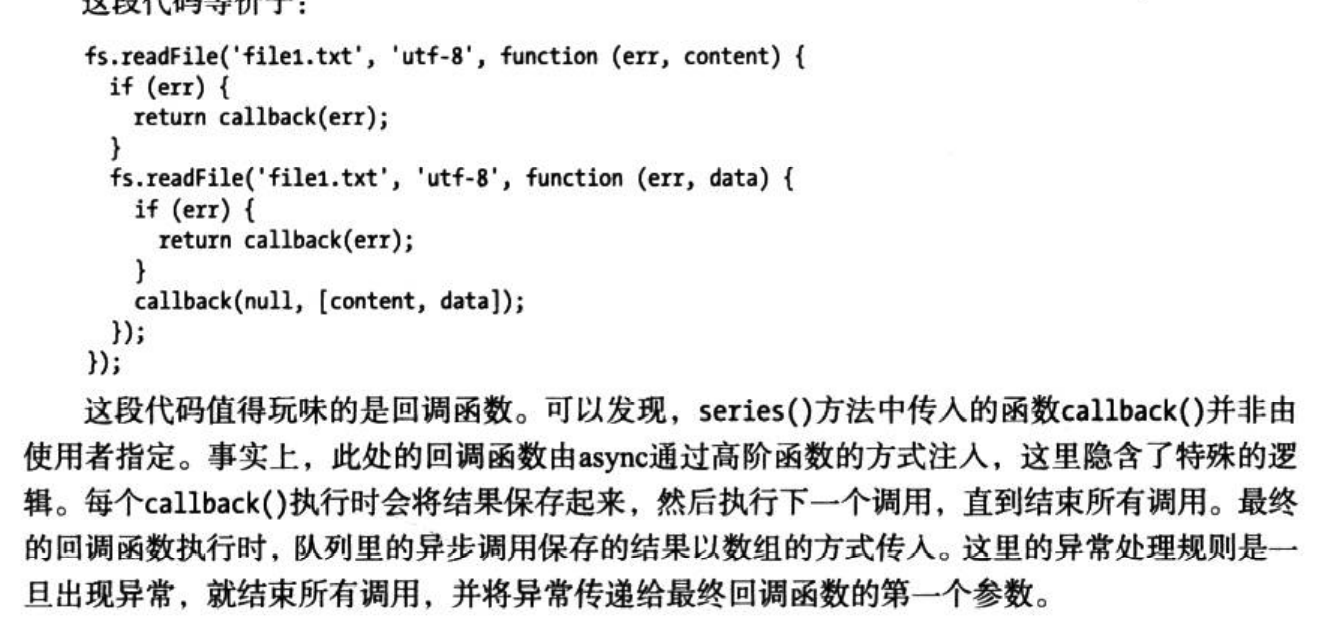 这段代码等价于：
fs.readFile('file1.txt', 'utf-8', function (err, content) {
  if (err) {
    return callback(err);
  }
  fs.readFile('file1.txt', 'utf-8', function (err, data) {
    if (err) {
      return callback(err);
    }
    callback(null, [content, data]);
  });
});
这段代码值得玩味的是回调函数。可以发现，series()方法中传入的函数callback()并非由
使用者指定。事实上，此处的回调函数由async通过高阶函数的方式注入，这里隐含了特殊的逻
辑。每个callback()执行时会将结果保存起来，然后执行下一个调用，直到结束所有调用。最终
的回调函数执行时，队列里的异步调用保存的结果以数组的方式传入。这里的异常处理规则是一
旦出现异常，就结束所有调用，并将异常传递给最终回调函数的第一个参数。